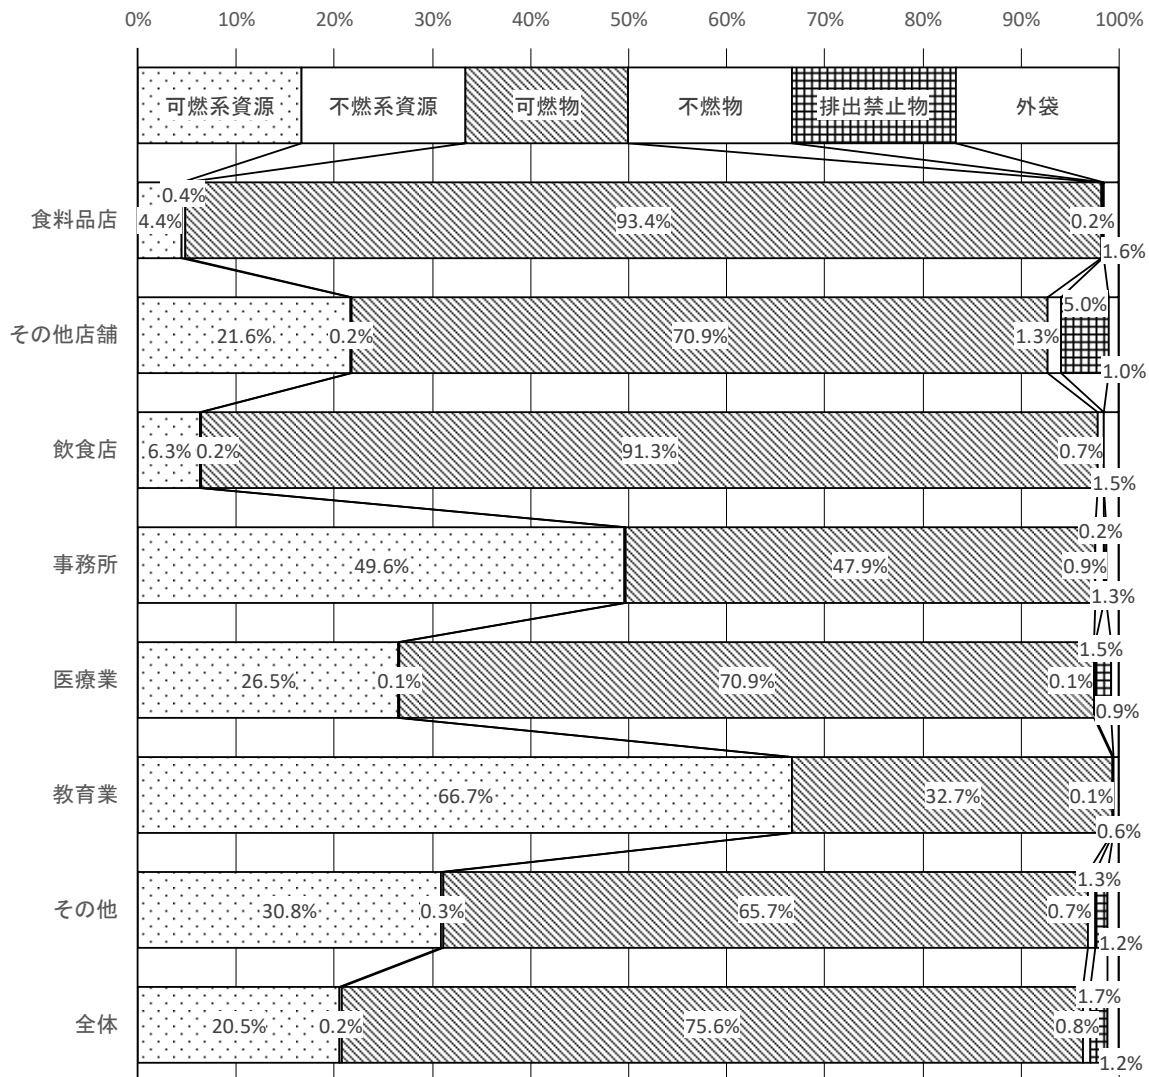 0% 10% 20% 30% 40% 50% 60% 70% 80% 90% 100%
可燃系資源 不燃系資源 可燃物 不燃物 排出禁止物 外袋
食料品店 4.4% 0.4% 93.4% 0.2% 1.6%
その他店舗 21.6% 0.2% 70.9% 1.3% 5.0% 1.0%
飲食店 6.3% 0.2% 91.3% 0.7% 1.5%
事務所 49.6% 47.9% 0.9% 0.2% 1.3%
医療業 26.5% 0.1% 70.9% 0.1% 1.5% 0.9%
教育業 66.7% 32.7% 0.1% 0.6%
その他 30.8% 0.3% 65.7% 0.7% 1.3% 1.2%
全体 20.5% 0.2% 75.6% 0.8% 1.7% 1.2%